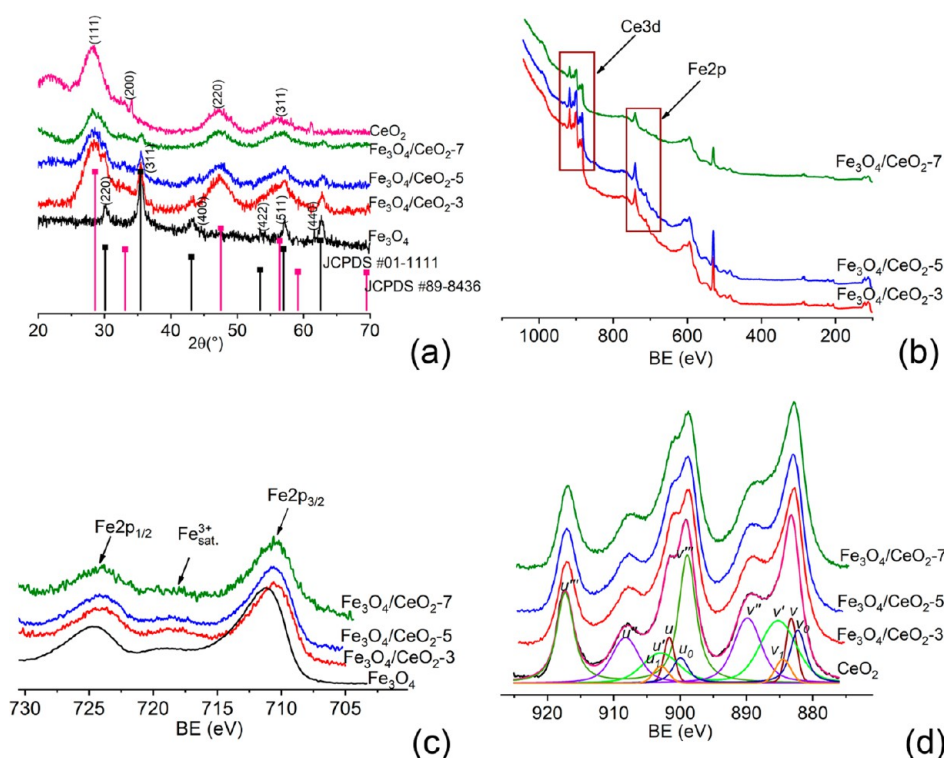 (111)
(200)
(220)
(311)
CeO₂
Fe₃O₄/CeO₂-7
Fe₃O₄/CeO₂-5
Fe₃O₄/CeO₂-3
(311)
(220)
(400)
(422)
(511)
(440)
Fe₃O₄
JCPDS #01-1111
JCPDS #89-8436
20 30 40 50 60 70
2θ(°)
(a)
Ce3d
Fe2p
Fe₃O₄/CeO₂-7
Fe₃O₄/CeO₂-5
Fe₃O₄/CeO₂-3
1000 800 600 400 200
BE (eV)
(b)
Fe2p₃/₂
Fe2p₁/₂
Fe³⁺sat.
Fe₃O₄/CeO₂-7
Fe₃O₄/CeO₂-5
Fe₃O₄/CeO₂-3
Fe₃O₄
730 725 720 715 710 705
BE (eV)
(c)
Fe₃O₄/CeO₂-7
Fe₃O₄/CeO₂-5
Fe₃O₄/CeO₂-3
CeO₂
u''' u'' u' u₁ u u₀ v''' v'' v' v v₁ v₀
920 910 900 890 880
BE (eV)
(d)